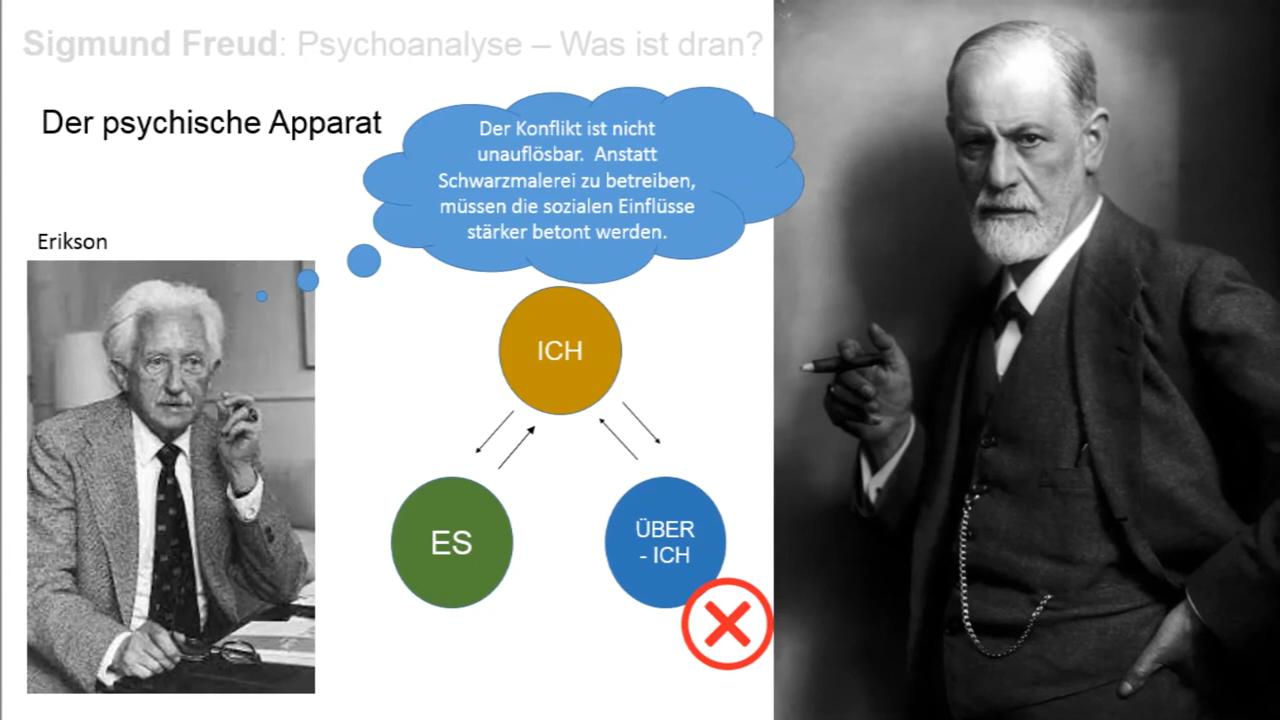 Sigmund Freud: Psychoanalyse – Was ist dran?
Der psychische Apparat
Der Konflikt ist nicht
unauflösbar. Anstatt
Schwarzmalerei zu betreiben,
müssen die sozialen Einflüsse
stärker betont werden.
Erikson
ICH
ES
ÜBER
- ICH